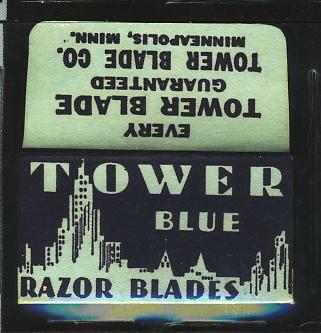 EVERY
TOWER BLADE
GUARANTEED
TOWER BLADE CO.
MINNEAPOLIS, MINN.
TOWER
BLUE
RAZOR BLADES